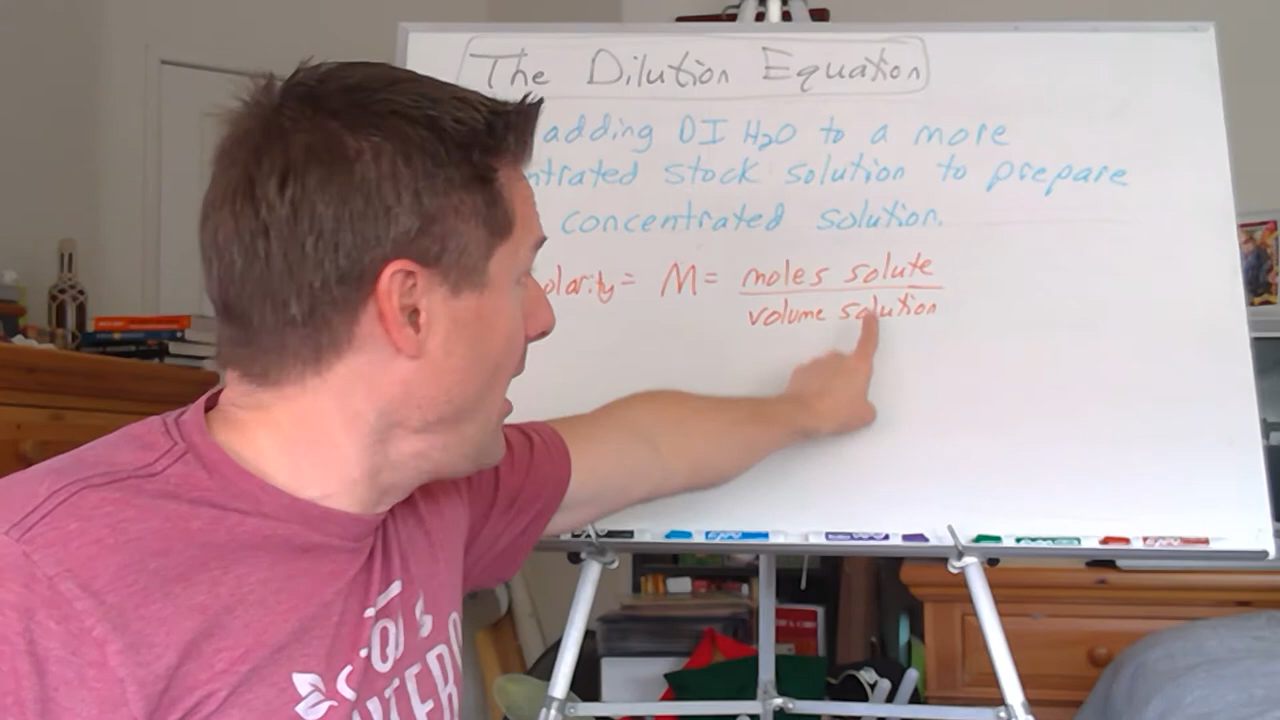 The Dilution Equation
adding DI H₂O to a more
ntrated stock solution to prepare
concentrated solution.
olarity = M = moles solute
volume solution
EXPO